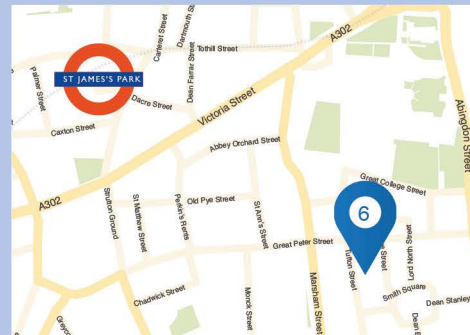 Carteret Street
Dartmouth St
Tothill Street
A302
Palmer Street
ST JAMES'S PARK
Dean Farrar Street
Dacre Street
Victoria Street
Abingdon Street
Caxton Street
Abbey Orchard Street
Great College Street
A302
Strutton Ground
St Matthew Street
Perkin's Rents
Old Pye Street
St Ann's Street
6
Great Peter Street
Lord North Street
Tufton Street
Marsham Street
Smith Square
Dean Stanley
Chadwick Street
Monck Street